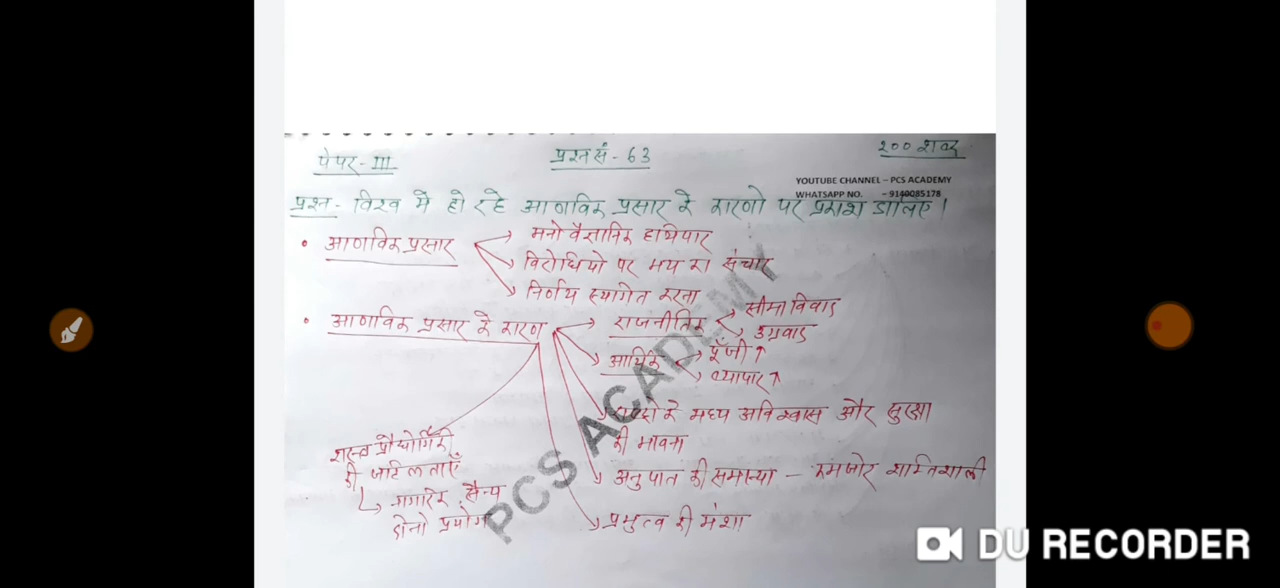 पेपर - III प्रश्न सं - 63 २०० शब्द
YOUTUBE CHANNEL – PCS ACADEMY
WHATSAPP NO. - 9140085178
प्रश्न - विश्व मे हो रहे आणविक प्रसार के कारणो पर प्रकाश डालिए।
• आणविक प्रसार
मनोवैज्ञानिक हथियार
विरोधियो पर भय का संचार
निर्णय स्थगित करना
• आणविक प्रसार के कारण
राजनीतिक
सीमा विवाद
उग्रवाद
आर्थिक
पूँजी ↑
व्यापार ↑
के मध्य अविश्वास और सुरक्षा
की भावना
अनुपात की समस्या – कमजोर शक्तिशाली
प्रभुत्व की मंशा
शस्त्र प्रौद्योगिकी
की जटिलताएँ
नागरिक, सैन्य
दोनो प्रयोग
PCS ACADEMY
DU RECORDER